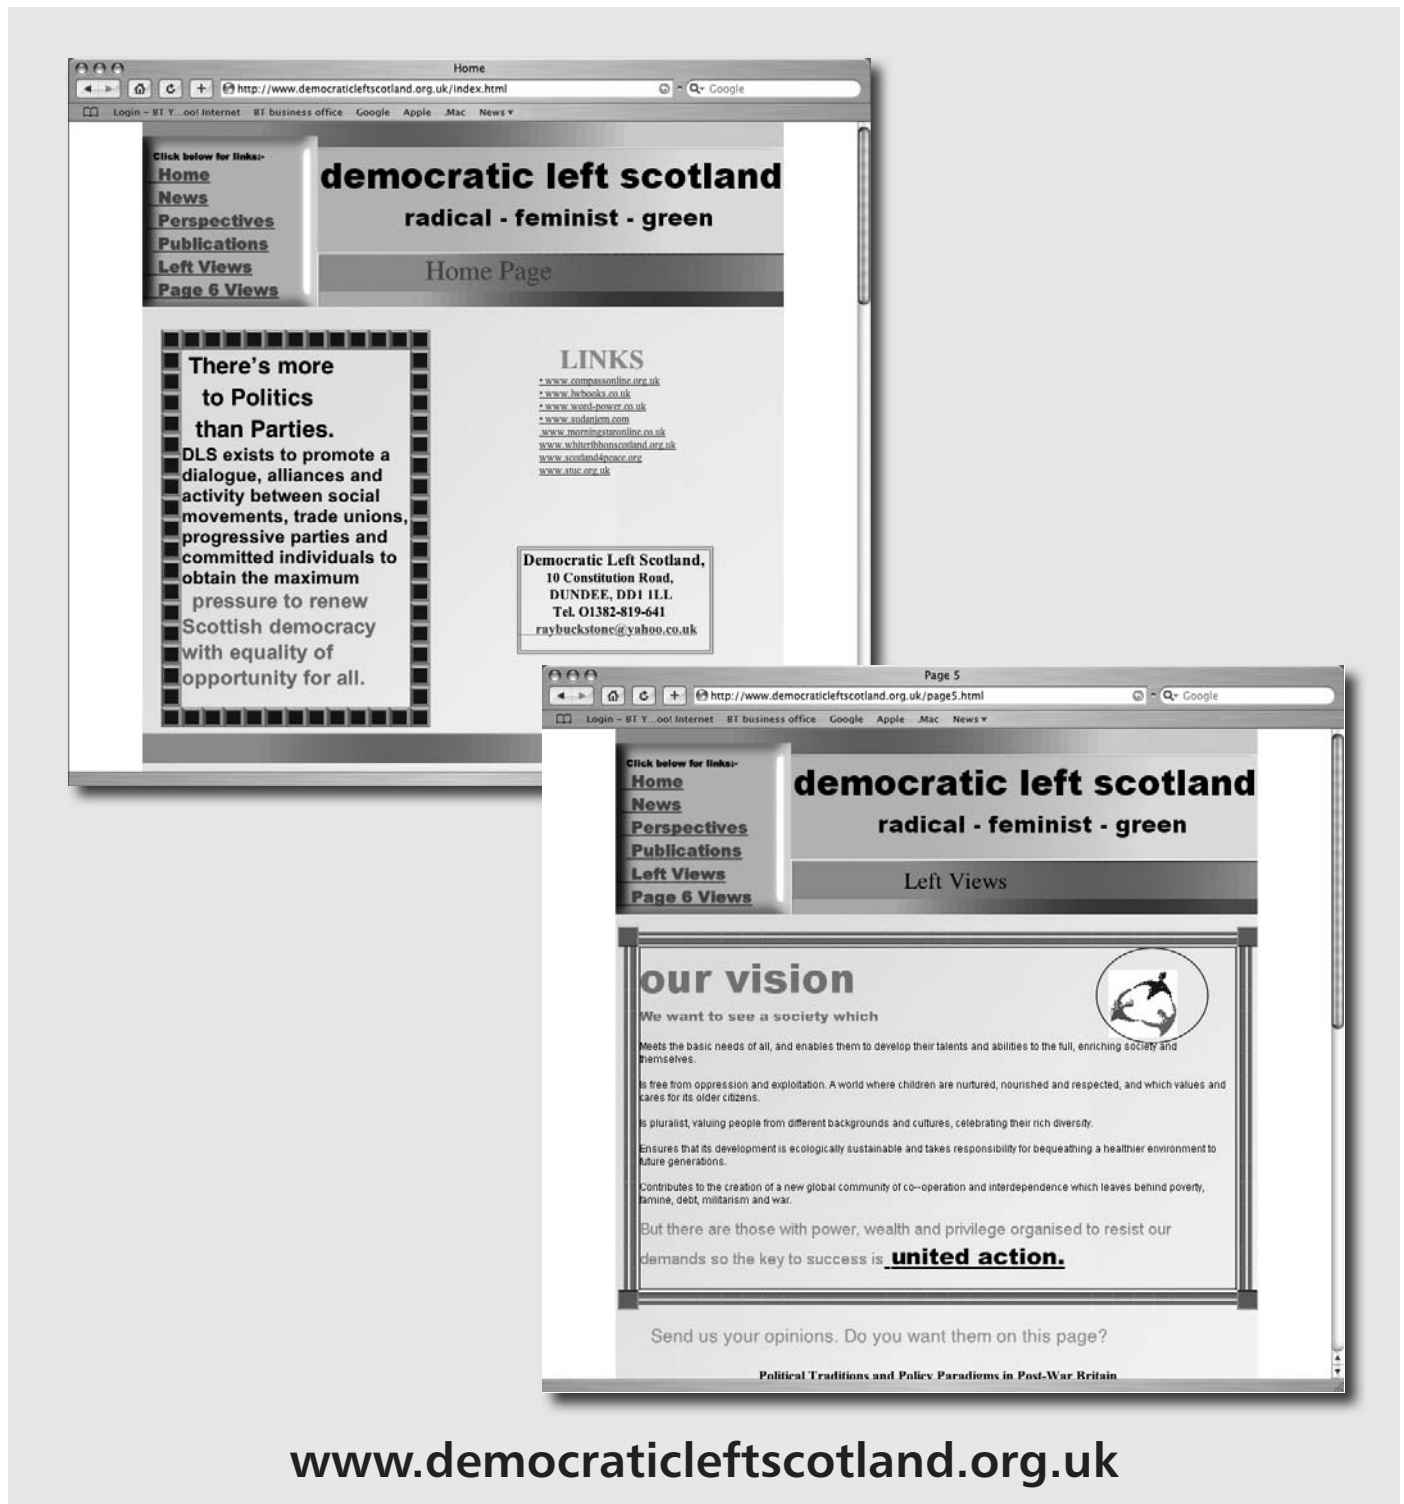 Home
http://www.democraticleftscotland.org.uk/index.html
Google
Login – BT Y...oo! Internet BT business office Google Apple .Mac News
Click below for links:-
Home
News
Perspectives
Publications
Left Views
Page 6 Views
democratic left scotland
radical - feminist - green
Home Page
There's more
to Politics
than Parties.
DLS exists to promote a
dialogue, alliances and
activity between social
movements, trade unions,
progressive parties and
committed individuals to
obtain the maximum
pressure to renew
Scottish democracy
with equality of
opportunity for all.
LINKS
• www.compassonline.org.uk
• www.lwbooks.co.uk
• www.word-power.co.uk
• www.sudanjem.com
www.morningstaronline.co.uk
www.whiteribbonscotland.org.uk
www.scotland4peace.org
www.stuc.org.uk
Democratic Left Scotland,
10 Constitution Road,
DUNDEE, DD1 1LL
Tel. O1382-819-641
raybuckstone@yahoo.co.uk
Page 5
http://www.democraticleftscotland.org.uk/page5.html
Google
Login – BT Y...oo! Internet BT business office Google Apple .Mac News
Click below for links:-
Home
News
Perspectives
Publications
Left Views
Page 6 Views
democratic left scotland
radical - feminist - green
Left Views
our vision
We want to see a society which
Meets the basic needs of all, and enables them to develop their talents and abilities to the full, enriching society and
themselves.
Is free from oppression and exploitation. A world where children are nurtured, nourished and respected, and which values and
cares for its older citizens.
Is pluralist, valuing people from different backgrounds and cultures, celebrating their rich diversity.
Ensures that its development is ecologically sustainable and takes responsibility for bequeathing a healthier environment to
future generations.
Contributes to the creation of a new global community of co--operation and interdependence which leaves behind poverty,
famine, debt, militarism and war.
But there are those with power, wealth and privilege organised to resist our
demands so the key to success is united action.
Send us your opinions. Do you want them on this page?
Political Traditions and Policy Paradigms in Post-War Britain
www.democraticleftscotland.org.uk